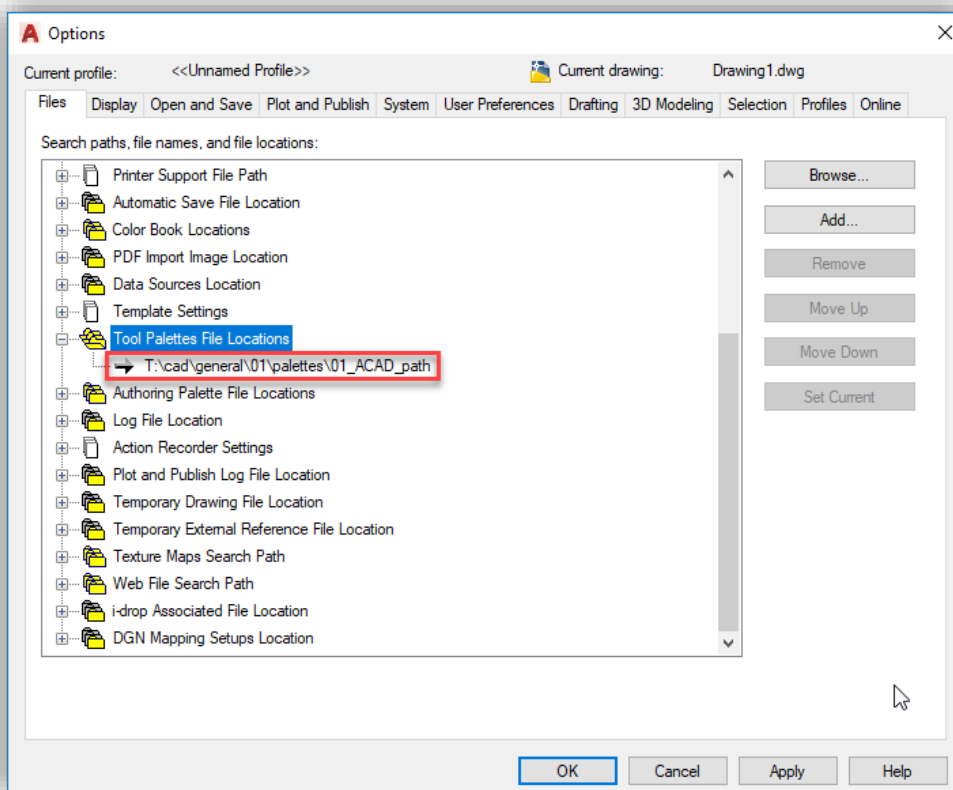 Options
Current profile: <<Unnamed Profile>> Current drawing: Drawing1.dwg
Files Display Open and Save Plot and Publish System User Preferences Drafting 3D Modeling Selection Profiles Online
Search paths, file names, and file locations:
Printer Support File Path
Automatic Save File Location
Color Book Locations
PDF Import Image Location
Data Sources Location
Template Settings
Tool Palettes File Locations
T:\cad\general\01\palettes\01_ACAD_path
Authoring Palette File Locations
Log File Location
Action Recorder Settings
Plot and Publish Log File Location
Temporary Drawing File Location
Temporary External Reference File Location
Texture Maps Search Path
Web File Search Path
i-drop Associated File Location
DGN Mapping Setups Location
Browse...
Add...
Remove
Move Up
Move Down
Set Current
OK Cancel Apply Help